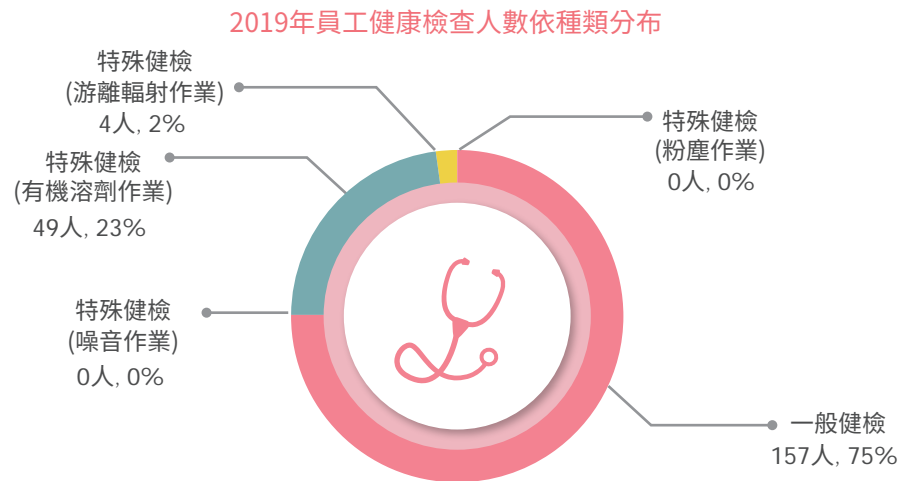 2019年員工健康檢查人數依種類分布
特殊健檢
(游離輻射作業)
4人, 2%
特殊健檢
(粉塵作業)
0人, 0%
特殊健檢
(有機溶劑作業)
49人, 23%
特殊健檢
(噪音作業)
0人, 0%
一般健檢
157人, 75%